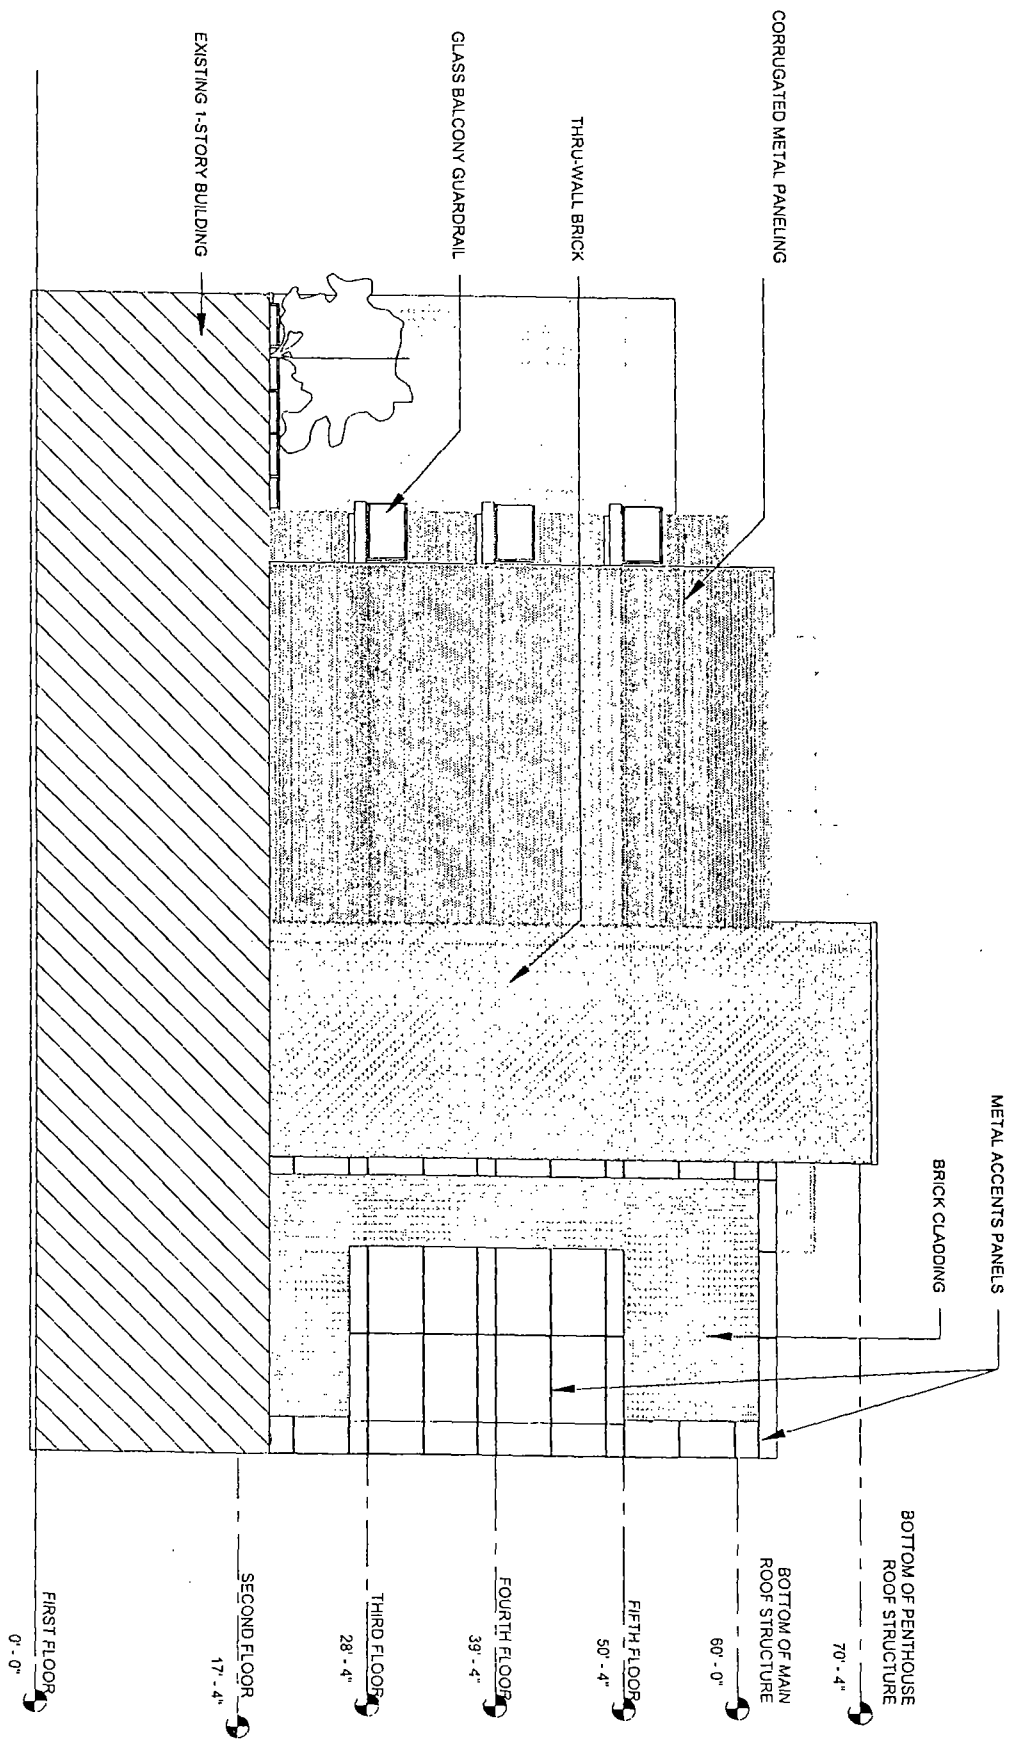 CORRUGATED METAL PANELING
THRU-WALL BRICK
GLASS BALCONY GUARDRAIL
EXISTING 1-STORY BUILDING
METAL ACCENTS PANELS
BRICK CLADDING
BOTTOM OF PENTHOUSE
ROOF STRUCTURE
70' - 4"
BOTTOM OF MAIN
ROOF STRUCTURE
60' - 0"
FIFTH FLOOR
50' - 4"
FOURTH FLOOR
39' - 4"
THIRD FLOOR
28' - 4"
SECOND FLOOR
17' - 4"
FIRST FLOOR
0' - 0"